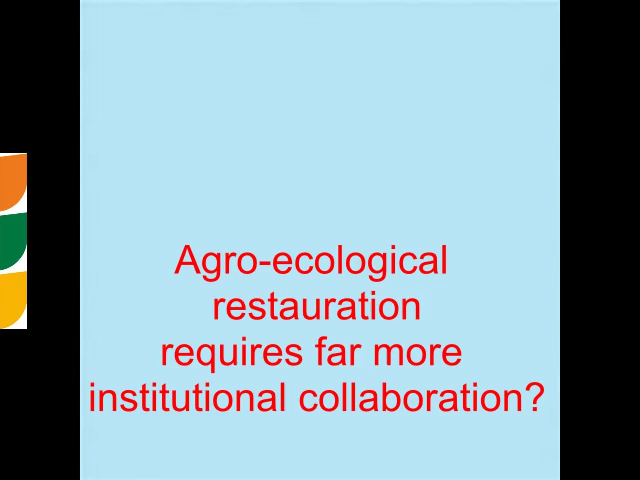 Agro-ecological
restauration
requires far more
institutional collaboration?